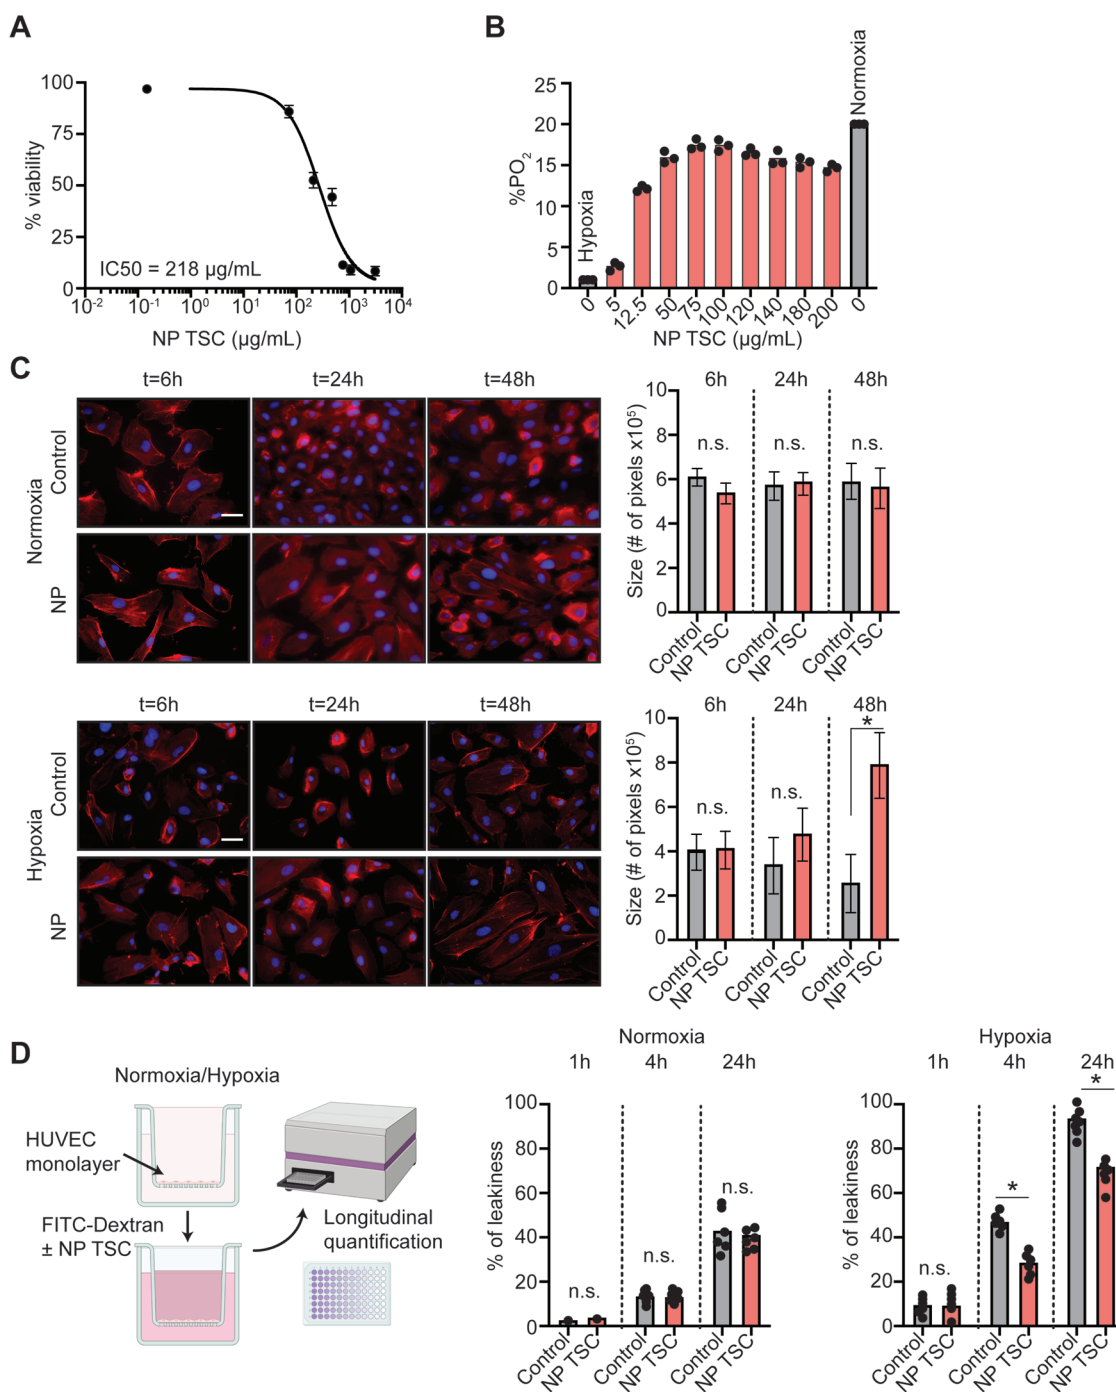 A
100
75
50
25
0
% viability
IC50 = 218 µg/mL
10-2
10-1
100
101
102
103
104
NP TSC (µg/mL)
B
25
20
15
10
5
0
%PO2
Hypoxia
Normoxia
0
5
12.5
50
75
100
120
140
180
200
0
NP TSC (µg/mL)
C
t=6h
t=24h
t=48h
Normoxia
Control
NP
10
8
6
4
2
0
Size (# of pixels x10⁵)
6h
24h
48h
n.s.
n.s.
n.s.
Control
NP TSC
Control
NP TSC
Control
NP TSC
t=6h
t=24h
t=48h
Hypoxia
Control
NP
10
8
6
4
2
0
Size (# of pixels x10⁵)
6h
24h
48h
n.s.
n.s.
*
Control
NP TSC
Control
NP TSC
Control
NP TSC
D
Normoxia/Hypoxia
HUVEC
monolayer
FITC-Dextran
± NP TSC
Longitudinal
quantification
Normoxia
1h
4h
24h
100
80
60
40
20
0
% of leakiness
n.s.
n.s.
n.s.
Control
NP TSC
Control
NP TSC
Control
NP TSC
Hypoxia
1h
4h
24h
100
80
60
40
20
0
% of leakiness
n.s.
*
*
Control
NP TSC
Control
NP TSC
Control
NP TSC